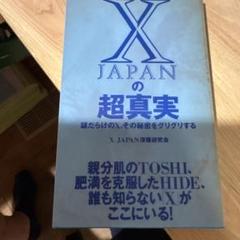 X
JAPAN
の
超真実
謎だらけのX、その秘密をグリグリする
X JAPAN深層研究会
親分肌のTOSHI、
肥満を克服したHIDE、
誰も知らない「X」が
ここにいる!